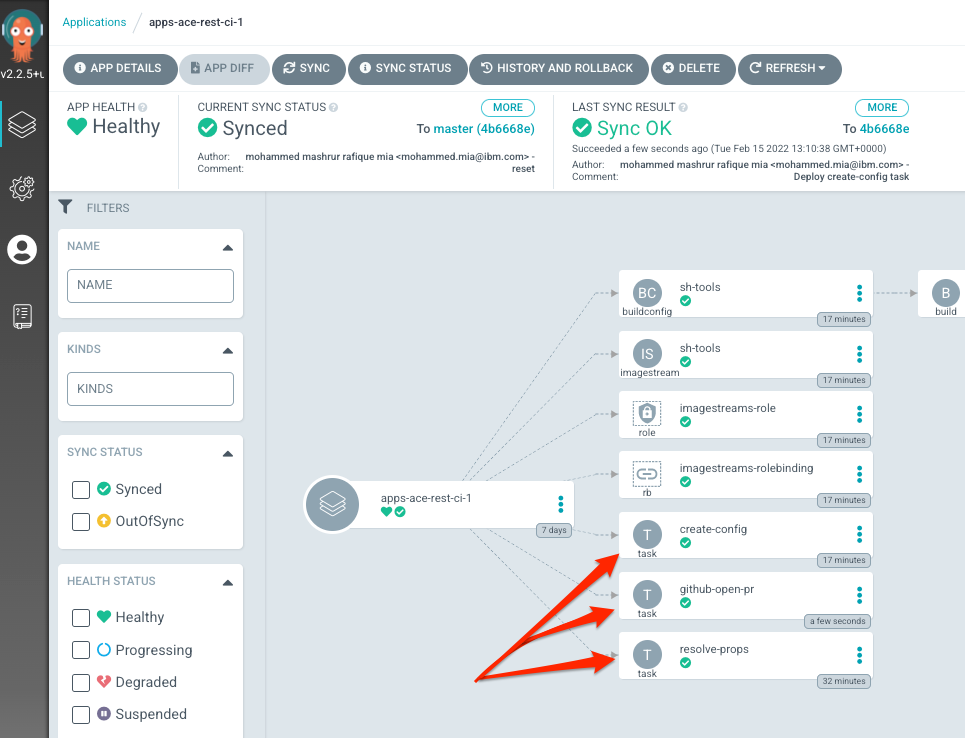 Applications / apps-ace-rest-ci-1
v2.2.5+u
APP DETAILS APP DIFF SYNC SYNC STATUS HISTORY AND ROLLBACK DELETE REFRESH
APP HEALTH
Healthy
CURRENT SYNC STATUS MORE
Synced To master (4b6668e)
Author: mohammed mashrur rafique mia <mohammed.mia@ibm.com> -
Comment: reset
LAST SYNC RESULT MORE
Sync OK To 4b6668e
Succeeded a few seconds ago (Tue Feb 15 2022 13:10:38 GMT+0000)
Author: mohammed mashrur rafique mia <mohammed.mia@ibm.com> -
Comment: Deploy create-config task
FILTERS
NAME
NAME
KINDS
KINDS
SYNC STATUS
Synced
OutOfSync
HEALTH STATUS
Healthy
Progressing
Degraded
Suspended
apps-ace-rest-ci-1
7 days
BC sh-tools
buildconfig
17 minutes
B
build
IS sh-tools
imagestream
17 minutes
imagestreams-role
role
17 minutes
imagestreams-rolebinding
rb
17 minutes
T create-config
task
17 minutes
T github-open-pr
task
a few seconds
T resolve-props
task
32 minutes